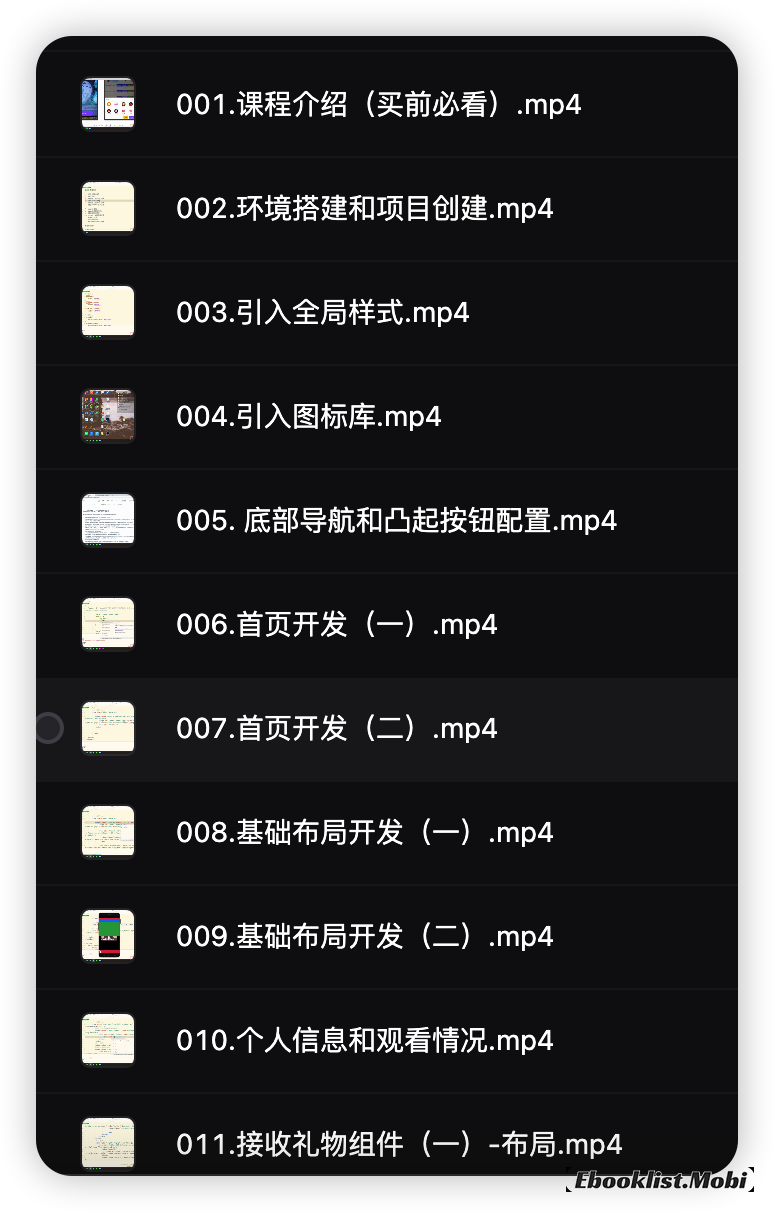 001.课程介绍（买前必看）.mp4
002.环境搭建和项目创建.mp4
003.引入全局样式.mp4
004.引入图标库.mp4
005. 底部导航和凸起按钮配置.mp4
006.首页开发（一）.mp4
007.首页开发（二）.mp4
008.基础布局开发（一）.mp4
009.基础布局开发（二）.mp4
010.个人信息和观看情况.mp4
011.接收礼物组件（一）-布局.mp4
Ebooklist.Mobi